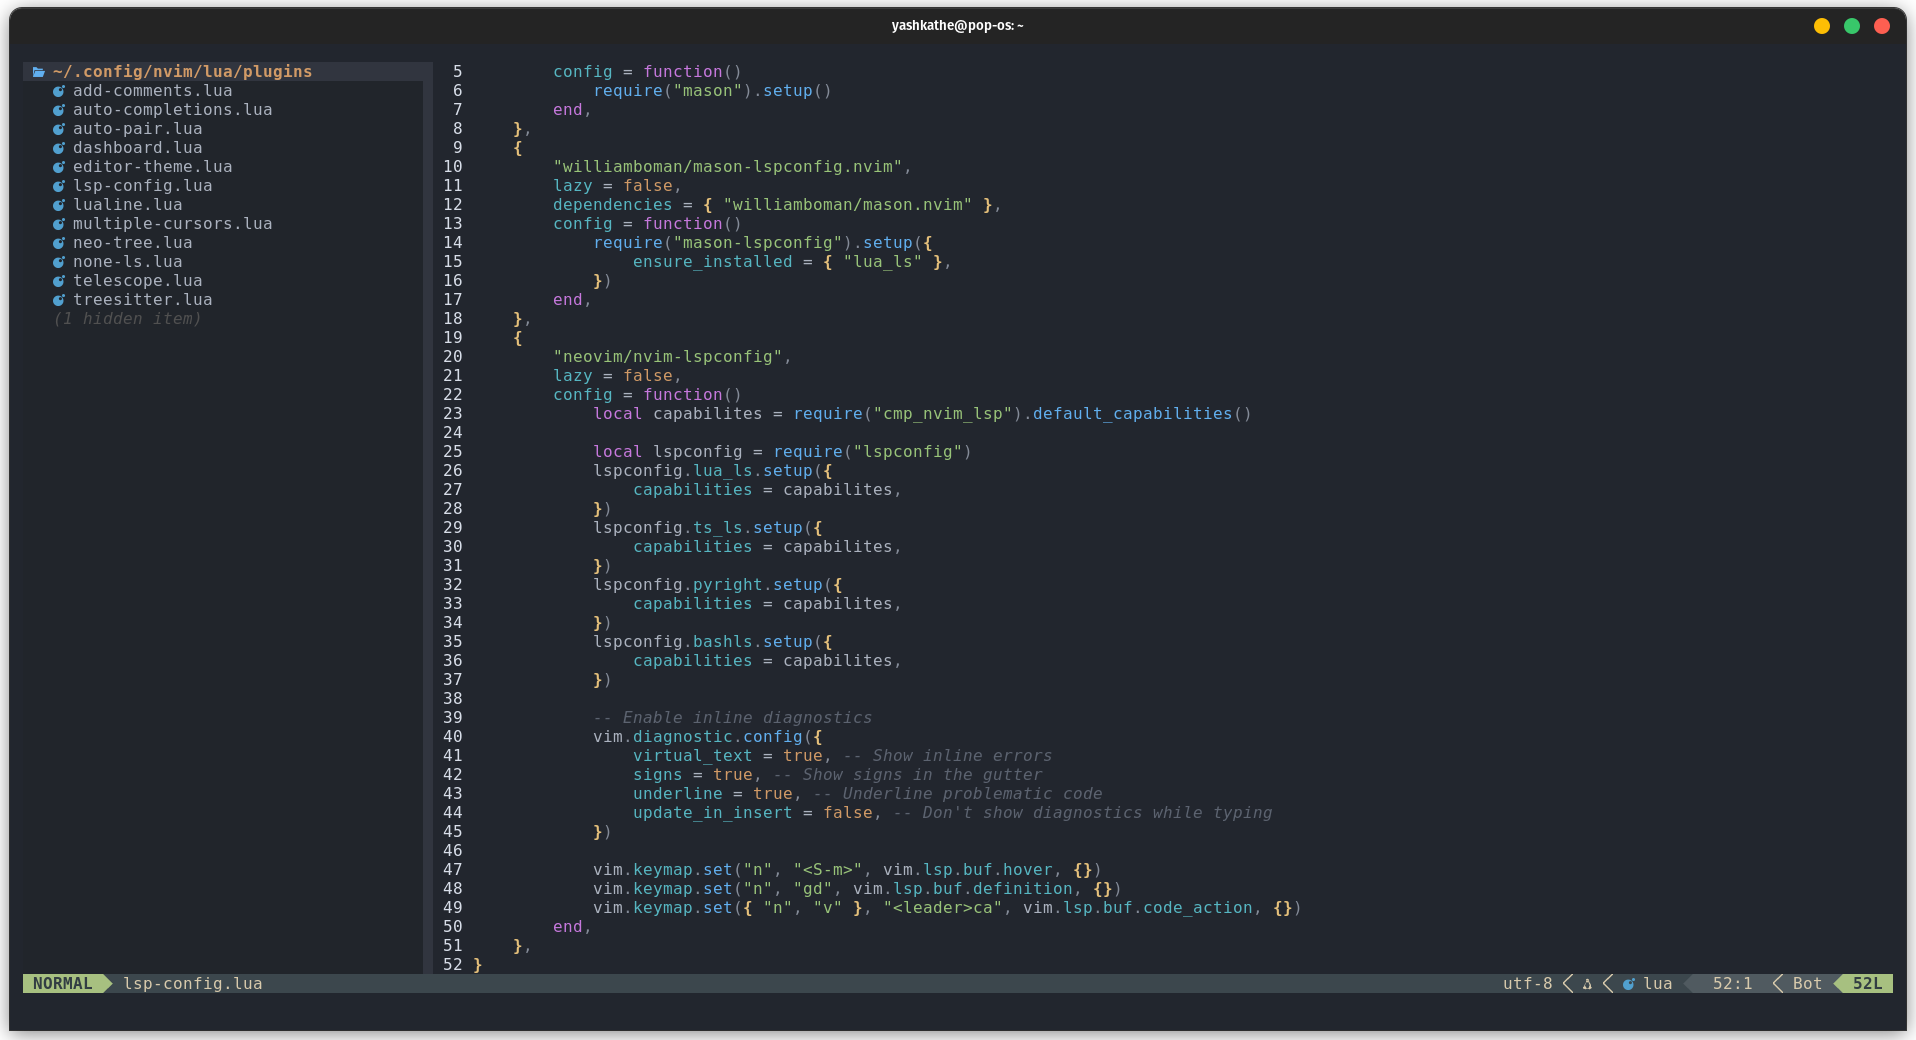 yashkathe@pop-os: ~
~/.config/nvim/lua/plugins
add-comments.lua
auto-completions.lua
auto-pair.lua
dashboard.lua
editor-theme.lua
lsp-config.lua
lualine.lua
multiple-cursors.lua
neo-tree.lua
none-ls.lua
telescope.lua
treesitter.lua
(1 hidden item)
5         config = function()
6             require("mason").setup()
7         end,
8     },
9     {
10         "williamboman/mason-lspconfig.nvim",
11         lazy = false,
12         dependencies = { "williamboman/mason.nvim" },
13         config = function()
14             require("mason-lspconfig").setup({
15                 ensure_installed = { "lua_ls" },
16             })
17         end,
18     },
19     {
20         "neovim/nvim-lspconfig",
21         lazy = false,
22         config = function()
23             local capabilites = require("cmp_nvim_lsp").default_capabilities()
24
25             local lspconfig = require("lspconfig")
26             lspconfig.lua_ls.setup({
27                 capabilities = capabilites,
28             })
29             lspconfig.ts_ls.setup({
30                 capabilities = capabilites,
31             })
32             lspconfig.pyright.setup({
33                 capabilities = capabilites,
34             })
35             lspconfig.bashls.setup({
36                 capabilities = capabilites,
37             })
38
39             -- Enable inline diagnostics
40             vim.diagnostic.config({
41                 virtual_text = true, -- Show inline errors
42                 signs = true, -- Show signs in the gutter
43                 underline = true, -- Underline problematic code
44                 update_in_insert = false, -- Don't show diagnostics while typing
45             })
46
47             vim.keymap.set("n", "<S-m>", vim.lsp.buf.hover, {})
48             vim.keymap.set("n", "gd", vim.lsp.buf.definition, {})
49             vim.keymap.set({ "n", "v" }, "<leader>ca", vim.lsp.buf.code_action, {})
50         end,
51     },
52 }
NORMAL lsp-config.lua utf-8 lua 52:1 Bot 52L